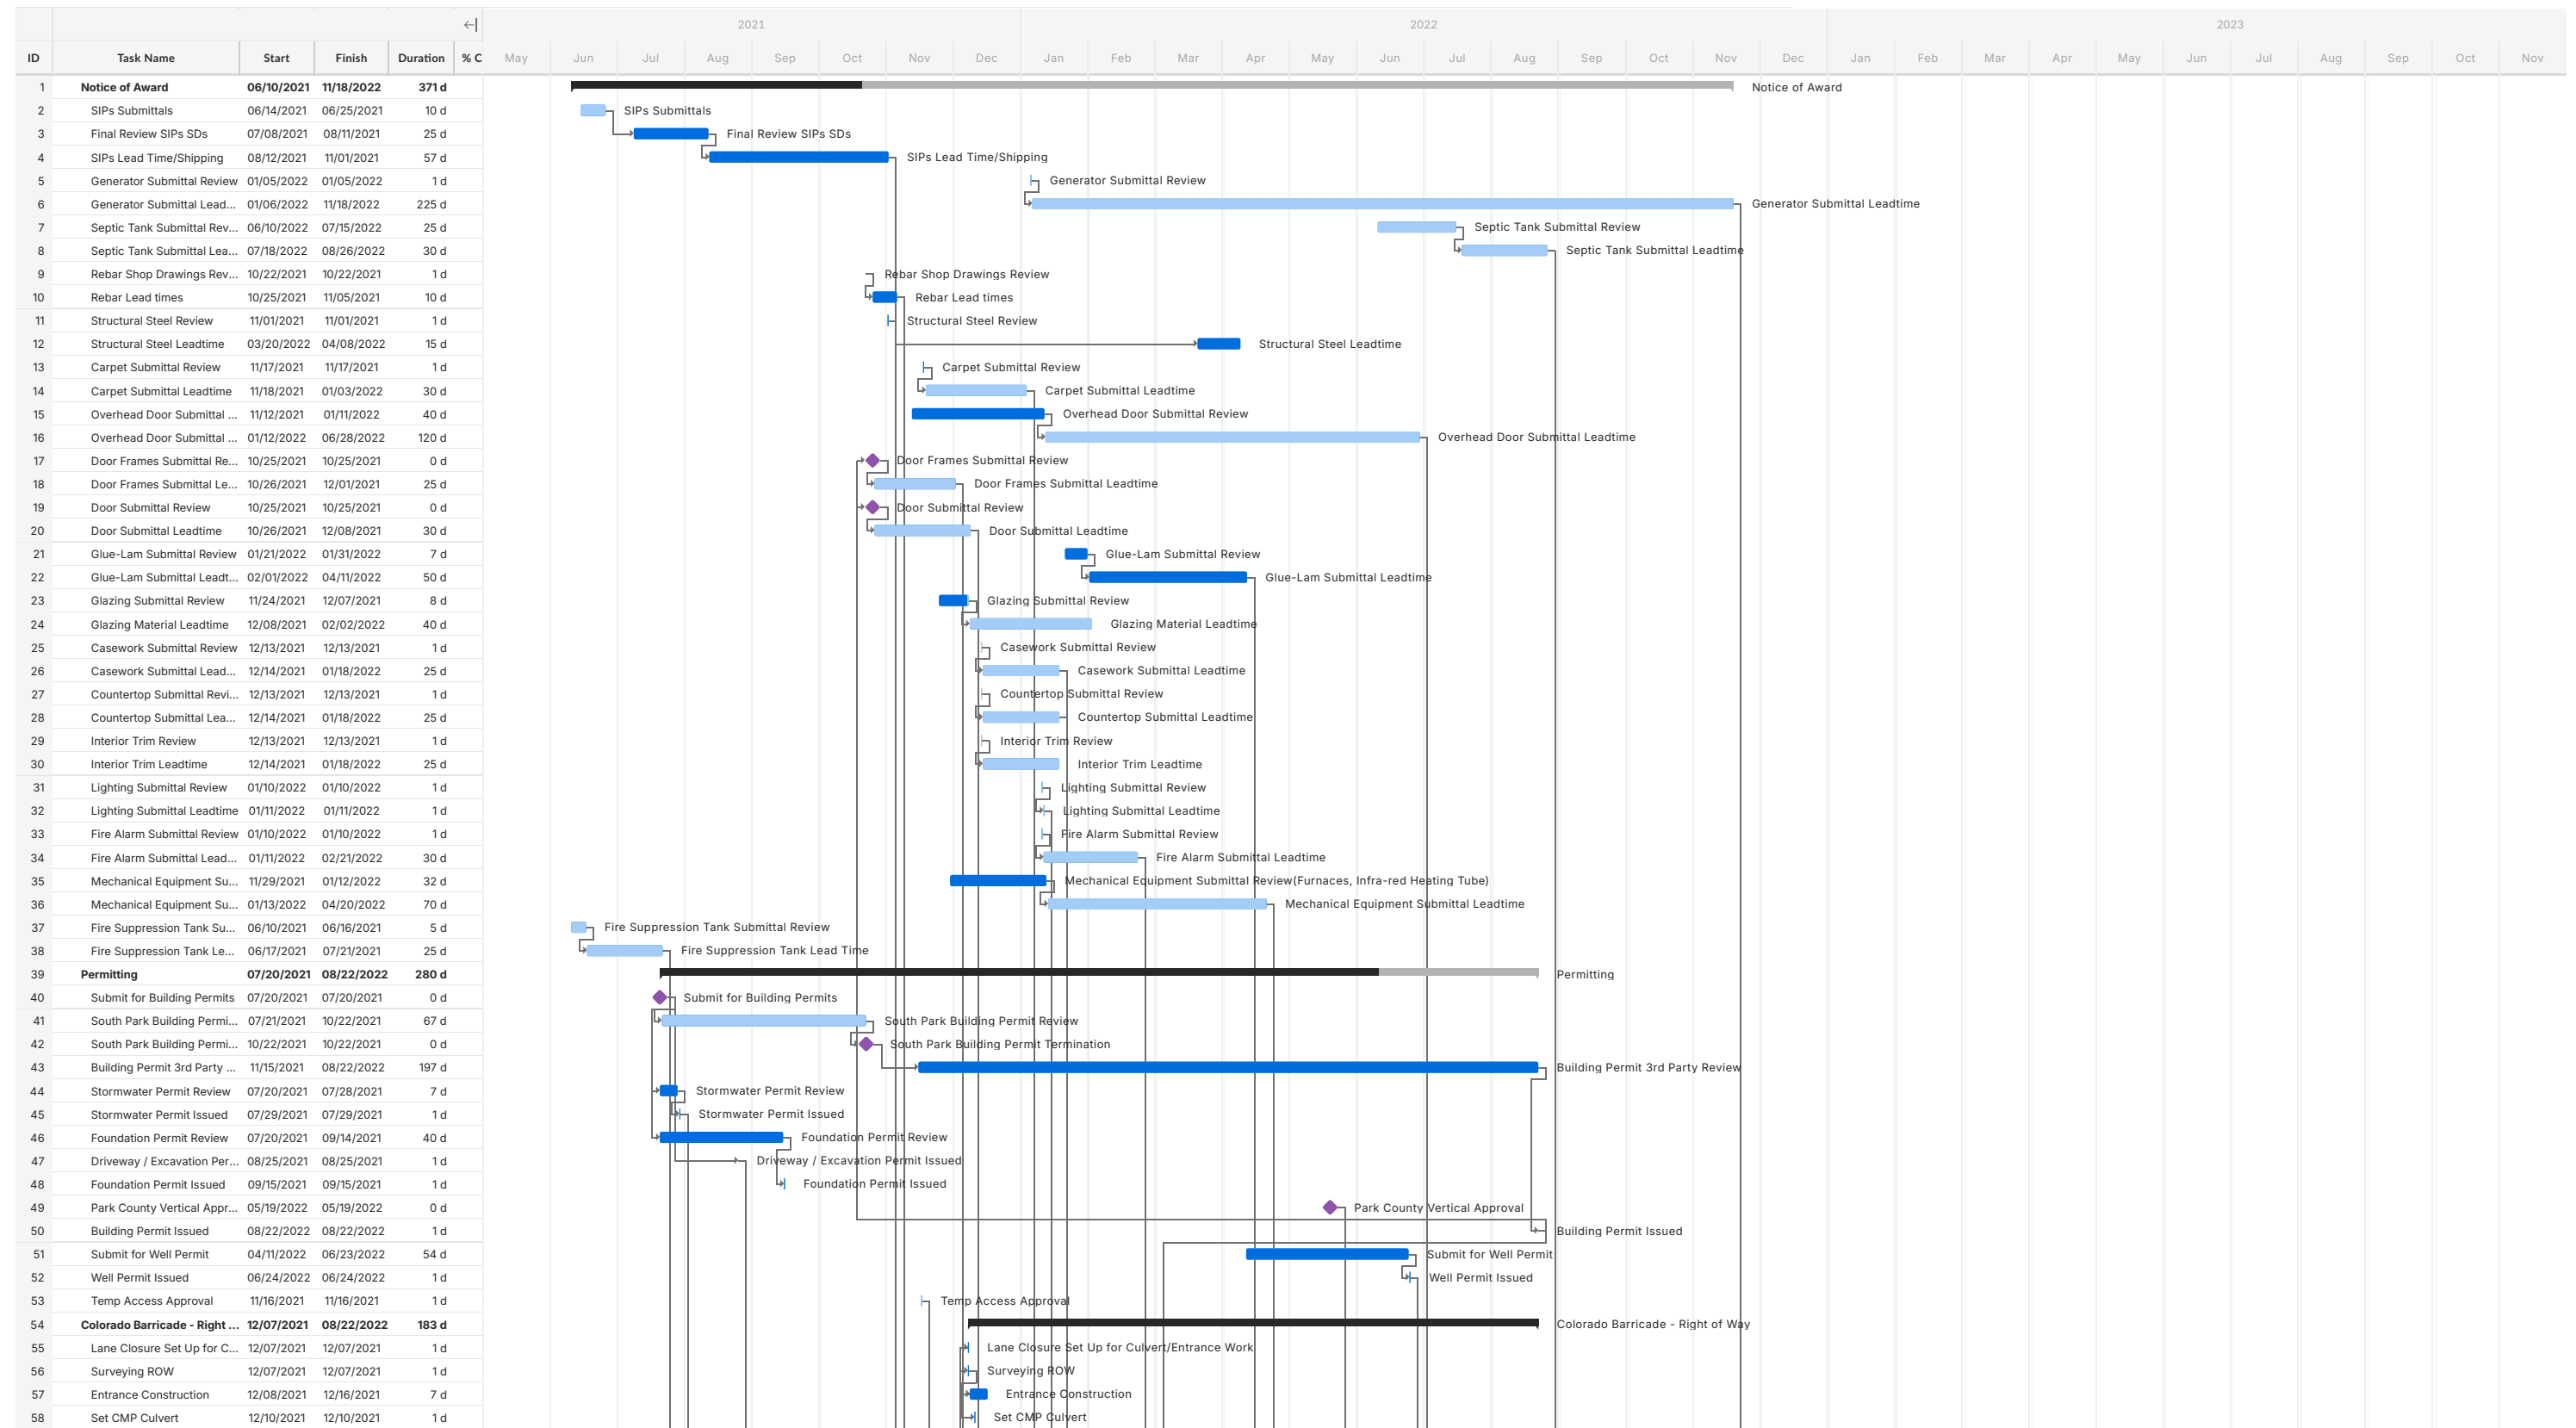 2021 2022 2023
ID Task Name Start Finish Duration % C May Jun Jul Aug Sep Oct Nov Dec Jan Feb Mar Apr May Jun Jul Aug Sep Oct Nov Dec Jan Feb Mar Apr May Jun Jul Aug Sep Oct Nov
1 Notice of Award 06/10/2021 11/18/2022 371 d Notice of Award
2 SIPs Submittals 06/14/2021 06/25/2021 10 d SIPs Submittals
3 Final Review SIPs SDs 07/08/2021 08/11/2021 25 d Final Review SIPs SDs
4 SIPs Lead Time/Shipping 08/12/2021 11/01/2021 57 d SIPs Lead Time/Shipping
5 Generator Submittal Review 01/05/2022 01/05/2022 1 d Generator Submittal Review
6 Generator Submittal Lead... 01/06/2022 11/18/2022 225 d Generator Submittal Leadtime
7 Septic Tank Submittal Rev... 06/10/2022 07/15/2022 25 d Septic Tank Submittal Review
8 Septic Tank Submittal Lea... 07/18/2022 08/26/2022 30 d Septic Tank Submittal Leadtime
9 Rebar Shop Drawings Rev... 10/22/2021 10/22/2021 1 d Rebar Shop Drawings Review
10 Rebar Lead times 10/25/2021 11/05/2021 10 d Rebar Lead times
11 Structural Steel Review 11/01/2021 11/01/2021 1 d Structural Steel Review
12 Structural Steel Leadtime 03/20/2022 04/08/2022 15 d Structural Steel Leadtime
13 Carpet Submittal Review 11/17/2021 11/17/2021 1 d Carpet Submittal Review
14 Carpet Submittal Leadtime 11/18/2021 01/03/2022 30 d Carpet Submittal Leadtime
15 Overhead Door Submittal ... 11/12/2021 01/11/2022 40 d Overhead Door Submittal Review
16 Overhead Door Submittal ... 01/12/2022 06/28/2022 120 d Overhead Door Submittal Leadtime
17 Door Frames Submittal Re... 10/25/2021 10/25/2021 0 d Door Frames Submittal Review
18 Door Frames Submittal Le... 10/26/2021 12/01/2021 25 d Door Frames Submittal Leadtime
19 Door Submittal Review 10/25/2021 10/25/2021 0 d Door Submittal Review
20 Door Submittal Leadtime 10/26/2021 12/08/2021 30 d Door Submittal Leadtime
21 Glue-Lam Submittal Review 01/21/2022 01/31/2022 7 d Glue-Lam Submittal Review
22 Glue-Lam Submittal Leadt... 02/01/2022 04/11/2022 50 d Glue-Lam Submittal Leadtime
23 Glazing Submittal Review 11/24/2021 12/07/2021 8 d Glazing Submittal Review
24 Glazing Material Leadtime 12/08/2021 02/02/2022 40 d Glazing Material Leadtime
25 Casework Submittal Review 12/13/2021 12/13/2021 1 d Casework Submittal Review
26 Casework Submittal Lead... 12/14/2021 01/18/2022 25 d Casework Submittal Leadtime
27 Countertop Submittal Revi... 12/13/2021 12/13/2021 1 d Countertop Submittal Review
28 Countertop Submittal Lea... 12/14/2021 01/18/2022 25 d Countertop Submittal Leadtime
29 Interior Trim Review 12/13/2021 12/13/2021 1 d Interior Trim Review
30 Interior Trim Leadtime 12/14/2021 01/18/2022 25 d Interior Trim Leadtime
31 Lighting Submittal Review 01/10/2022 01/10/2022 1 d Lighting Submittal Review
32 Lighting Submittal Leadtime 01/11/2022 01/11/2022 1 d Lighting Submittal Leadtime
33 Fire Alarm Submittal Review 01/10/2022 01/10/2022 1 d Fire Alarm Submittal Review
34 Fire Alarm Submittal Lead... 01/11/2022 02/21/2022 30 d Fire Alarm Submittal Leadtime
35 Mechanical Equipment Su... 11/29/2021 01/12/2022 32 d Mechanical Equipment Submittal Review(Furnaces, Infra-red Heating Tube)
36 Mechanical Equipment Su... 01/13/2022 04/20/2022 70 d Mechanical Equipment Submittal Leadtime
37 Fire Suppression Tank Su... 06/10/2021 06/16/2021 5 d Fire Suppression Tank Submittal Review
38 Fire Suppression Tank Le... 06/17/2021 07/21/2021 25 d Fire Suppression Tank Lead Time
39 Permitting 07/20/2021 08/22/2022 280 d Permitting
40 Submit for Building Permits 07/20/2021 07/20/2021 0 d Submit for Building Permits
41 South Park Building Permi... 07/21/2021 10/22/2021 67 d South Park Building Permit Review
42 South Park Building Permi... 10/22/2021 10/22/2021 0 d South Park Building Permit Termination
43 Building Permit 3rd Party ... 11/15/2021 08/22/2022 197 d Building Permit 3rd Party Review
44 Stormwater Permit Review 07/20/2021 07/28/2021 7 d Stormwater Permit Review
45 Stormwater Permit Issued 07/29/2021 07/29/2021 1 d Stormwater Permit Issued
46 Foundation Permit Review 07/20/2021 09/14/2021 40 d Foundation Permit Review
47 Driveway / Excavation Per... 08/25/2021 08/25/2021 1 d Driveway / Excavation Permit Issued
48 Foundation Permit Issued 09/15/2021 09/15/2021 1 d Foundation Permit Issued
49 Park County Vertical Appr... 05/19/2022 05/19/2022 0 d Park County Vertical Approval
50 Building Permit Issued 08/22/2022 08/22/2022 1 d Building Permit Issued
51 Submit for Well Permit 04/11/2022 06/23/2022 54 d Submit for Well Permit
52 Well Permit Issued 06/24/2022 06/24/2022 1 d Well Permit Issued
53 Temp Access Approval 11/16/2021 11/16/2021 1 d Temp Access Approval
54 Colorado Barricade - Right ... 12/07/2021 08/22/2022 183 d Colorado Barricade - Right of Way
55 Lane Closure Set Up for C... 12/07/2021 12/07/2021 1 d Lane Closure Set Up for Culvert/Entrance Work
56 Surveying ROW 12/07/2021 12/07/2021 1 d Surveying ROW
57 Entrance Construction 12/08/2021 12/16/2021 7 d Entrance Construction
58 Set CMP Culvert 12/10/2021 12/10/2021 1 d Set CMP Culvert